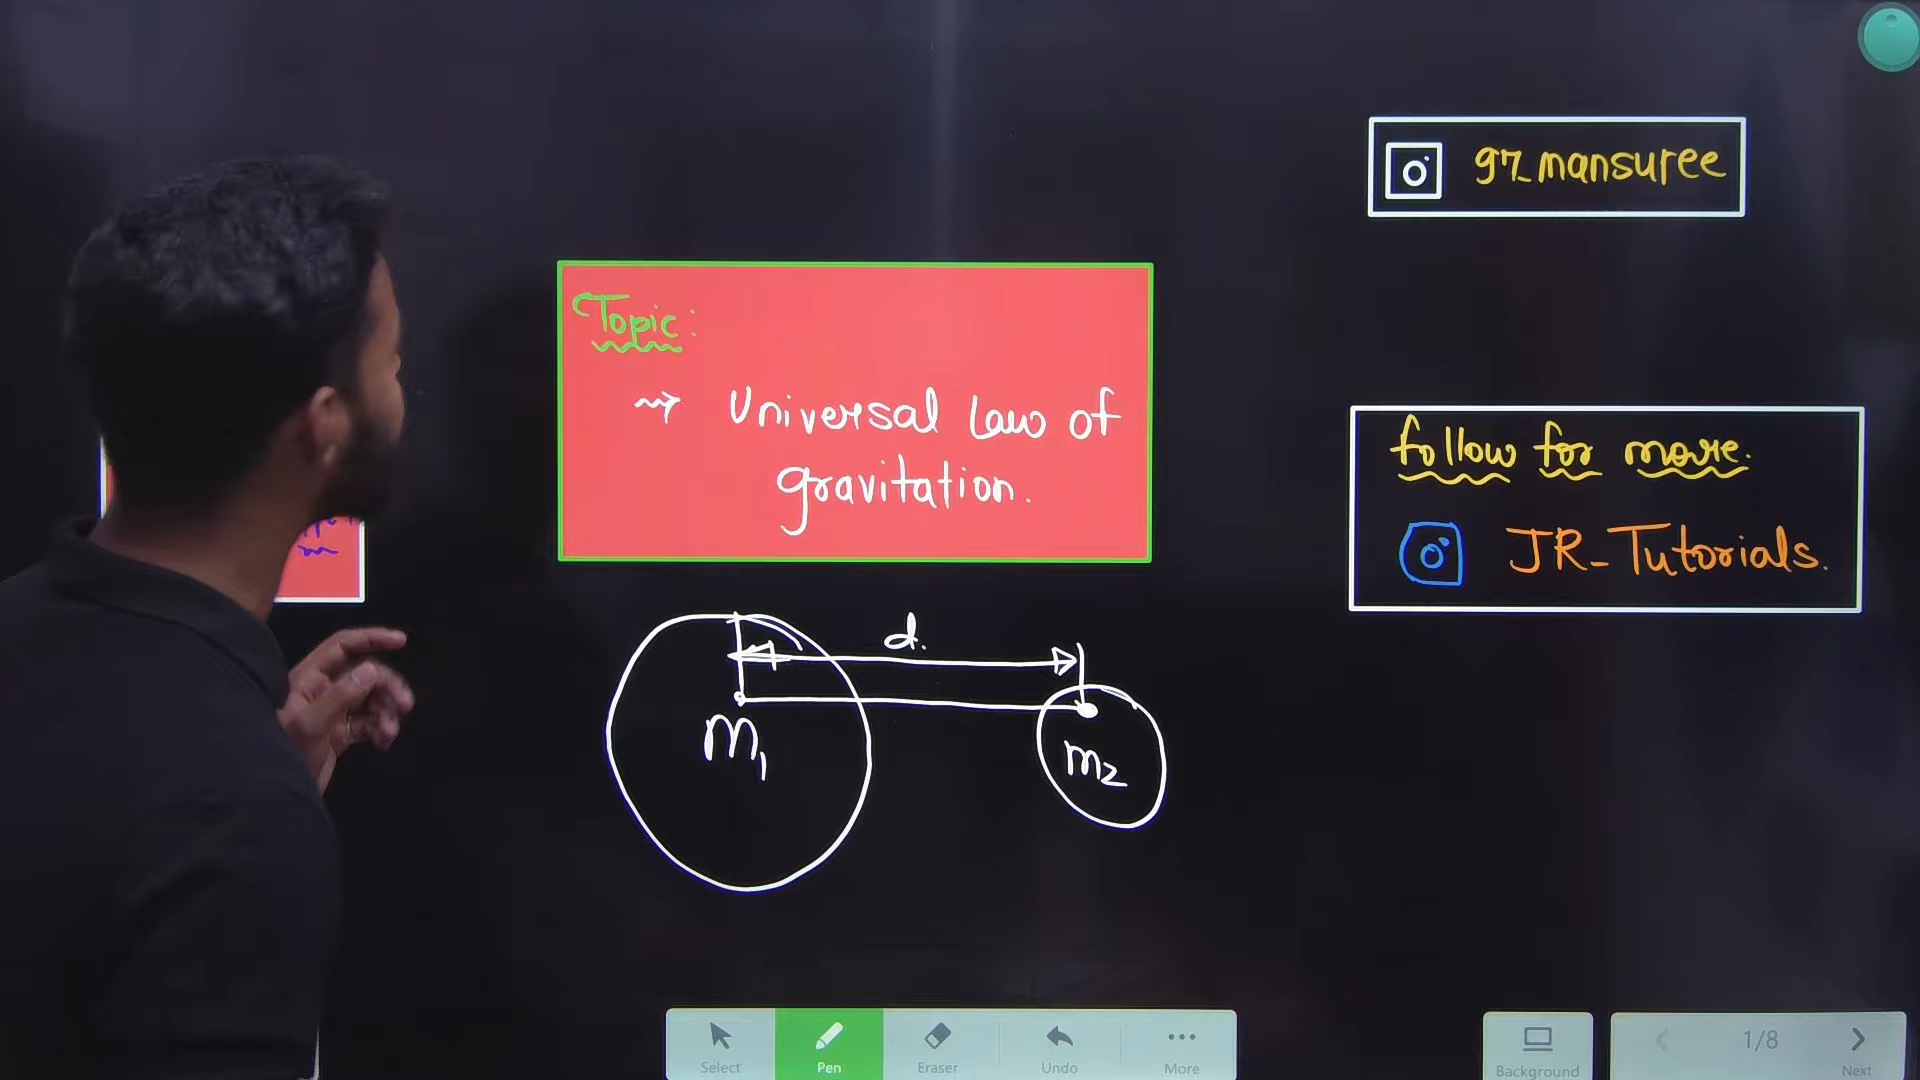 Topic:
Universal Law of
gravitation.
d.
m1
m2
follow for more.
JR_Tutorials.
Select
Pen
Eraser
Undo
More
Background
1/8
Next